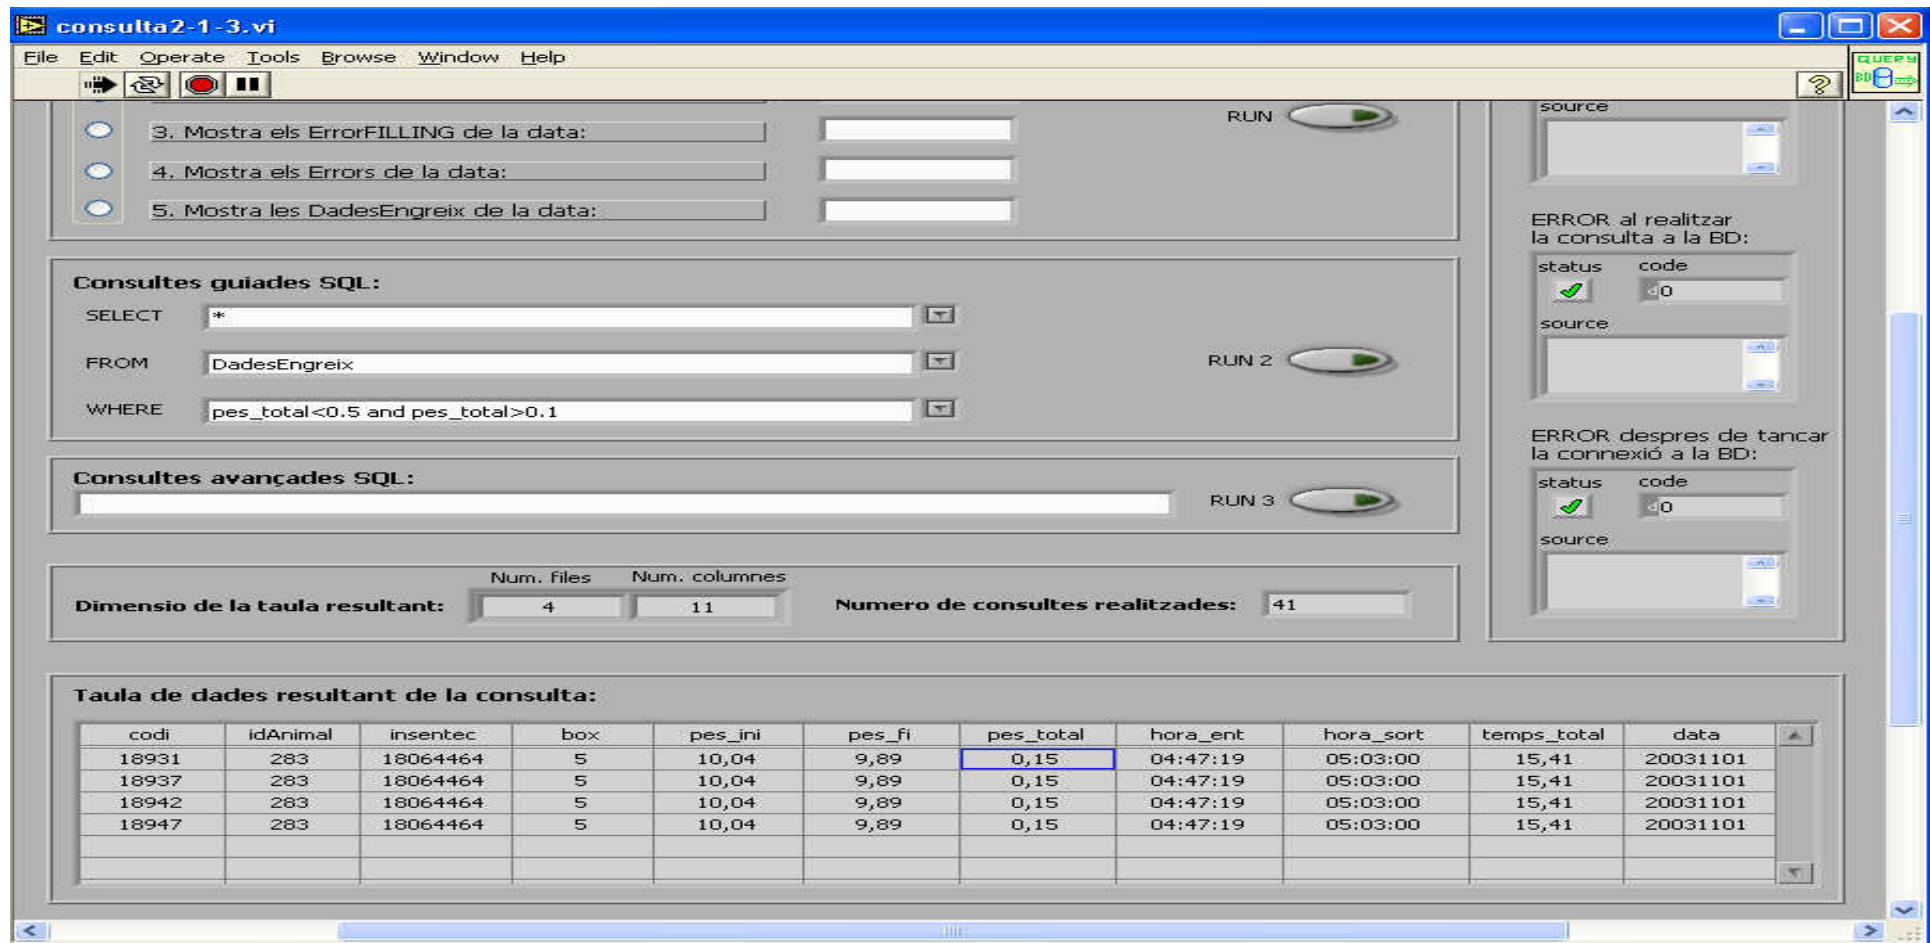 consulta2-1-3.vi
File Edit Operate Tools Browse Window Help
QUERY
BD
3. Mostra els ErrorFILLING de la data:
RUN
4. Mostra els Errors de la data:
5. Mostra les DadesEngreix de la data:
source
ERROR al realitzar
la consulta a la BD:
status code
d0
source
Consultes guiades SQL:
SELECT *
FROM DadesEngreix
RUN 2
WHERE pes_total<0.5 and pes_total>0.1
Consultes avançades SQL:
RUN 3
ERROR despres de tancar
la connexió a la BD:
status code
d0
source
Num. files Num. columnes
Dimensio de la taula resultant: 4 11 Numero de consultes realitzades: 41
Taula de dades resultant de la consulta:
codi idAnimal insentec box pes_ini pes_fi pes_total hora_ent hora_sort temps_total data
18931 283 18064464 5 10,04 9,89 0,15 04:47:19 05:03:00 15,41 20031101
18937 283 18064464 5 10,04 9,89 0,15 04:47:19 05:03:00 15,41 20031101
18942 283 18064464 5 10,04 9,89 0,15 04:47:19 05:03:00 15,41 20031101
18947 283 18064464 5 10,04 9,89 0,15 04:47:19 05:03:00 15,41 20031101